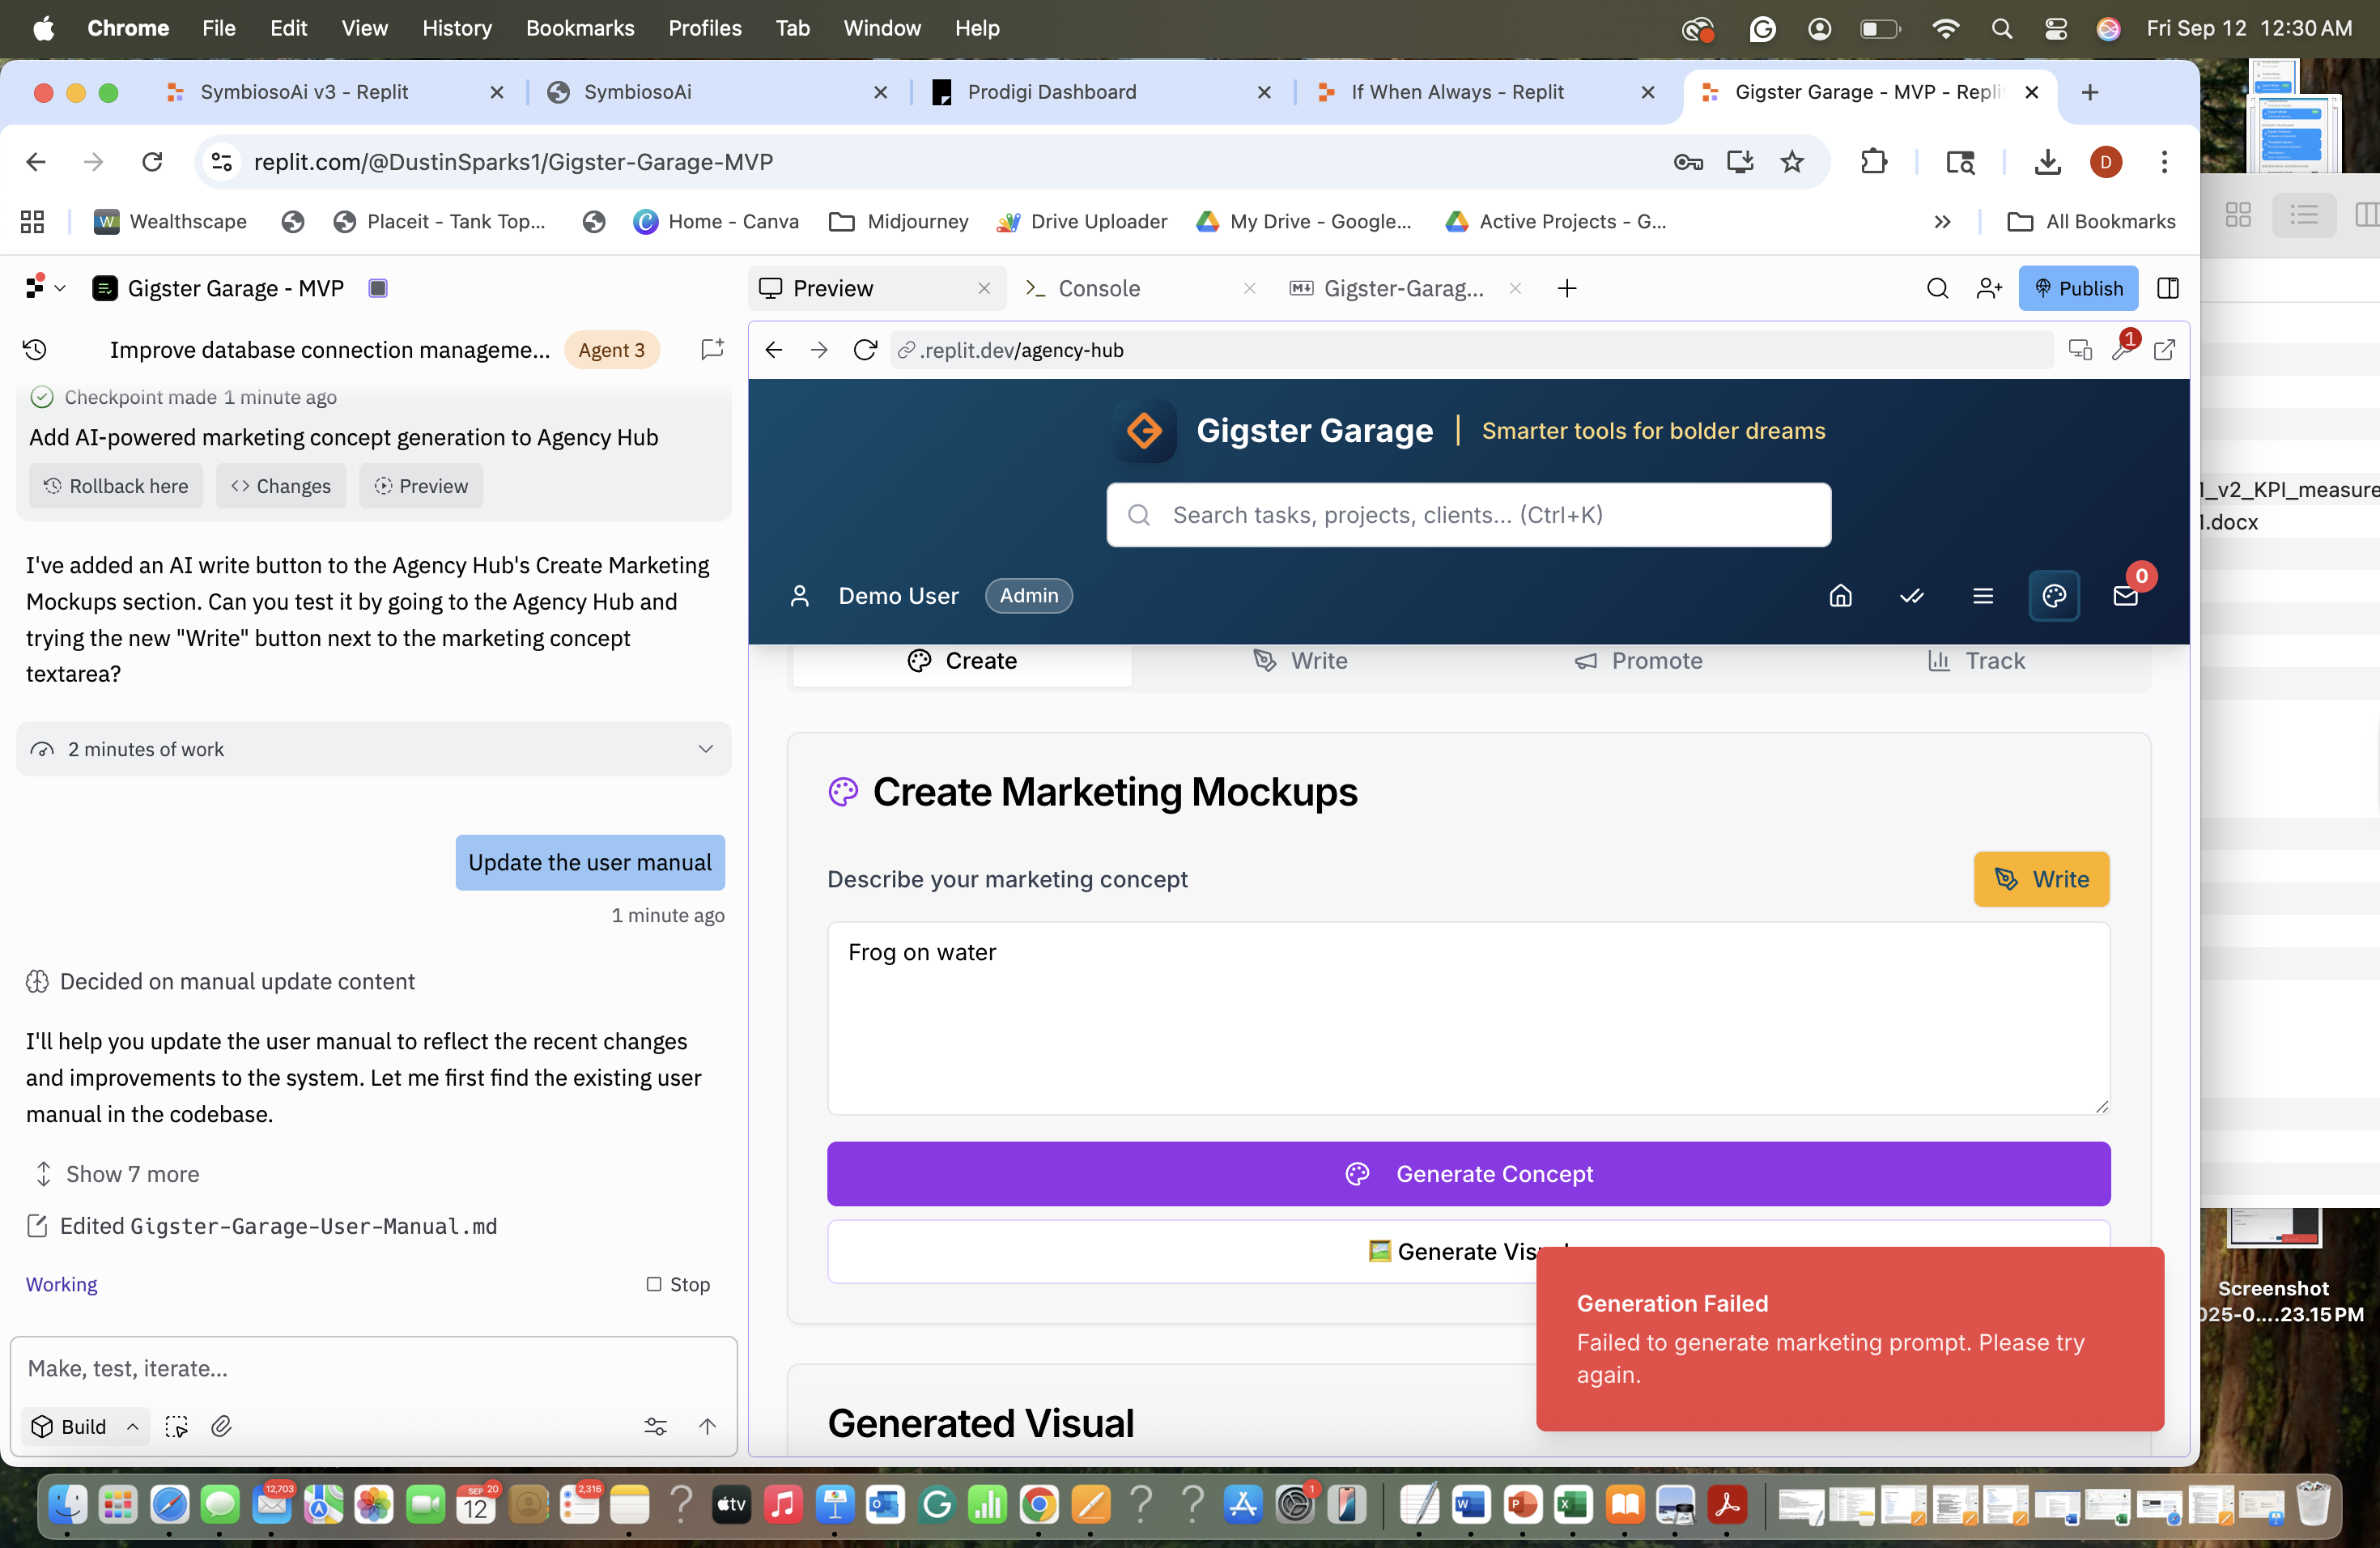 Chrome File Edit View History Bookmarks Profiles Tab Window Help Fri Sep 12 12:30 AM
SymbiosoAi v3 - Replit SymbiosoAi Prodigi Dashboard If When Always - Replit Gigster Garage - MVP - Repli
replit.com/@DustinSparks1/Gigster-Garage-MVP D
Wealthscape Placeit - Tank Top... Home - Canva Midjourney Drive Uploader My Drive - Google... Active Projects - G... All Bookmarks
Gigster Garage - MVP
Preview Console Gigster-Garag... Publish
Improve database connection manageme... Agent 3
.replit.dev/agency-hub 1
Checkpoint made 1 minute ago
Add AI-powered marketing concept generation to Agency Hub
Rollback here Changes Preview
I've added an AI write button to the Agency Hub's Create Marketing
Mockups section. Can you test it by going to the Agency Hub and
trying the new "Write" button next to the marketing concept
textarea?
2 minutes of work
Update the user manual
1 minute ago
Decided on manual update content
I'll help you update the user manual to reflect the recent changes
and improvements to the system. Let me first find the existing user
manual in the codebase.
Show 7 more
Edited Gigster-Garage-User-Manual.md
Working Stop
Make, test, iterate...
Build
Gigster Garage | Smarter tools for bolder dreams
Search tasks, projects, clients... (Ctrl+K)
Demo User Admin 0
Create Write Promote Track
Create Marketing Mockups
Describe your marketing concept Write
Frog on water
Generate Concept
Generate Vis
Generation Failed
Failed to generate marketing prompt. Please try
again.
Generated Visual
_v2_KPI_measure
.docx
Screenshot
025-0....23.15 PM
12,703 SEP 20 12 2,316 tv 1